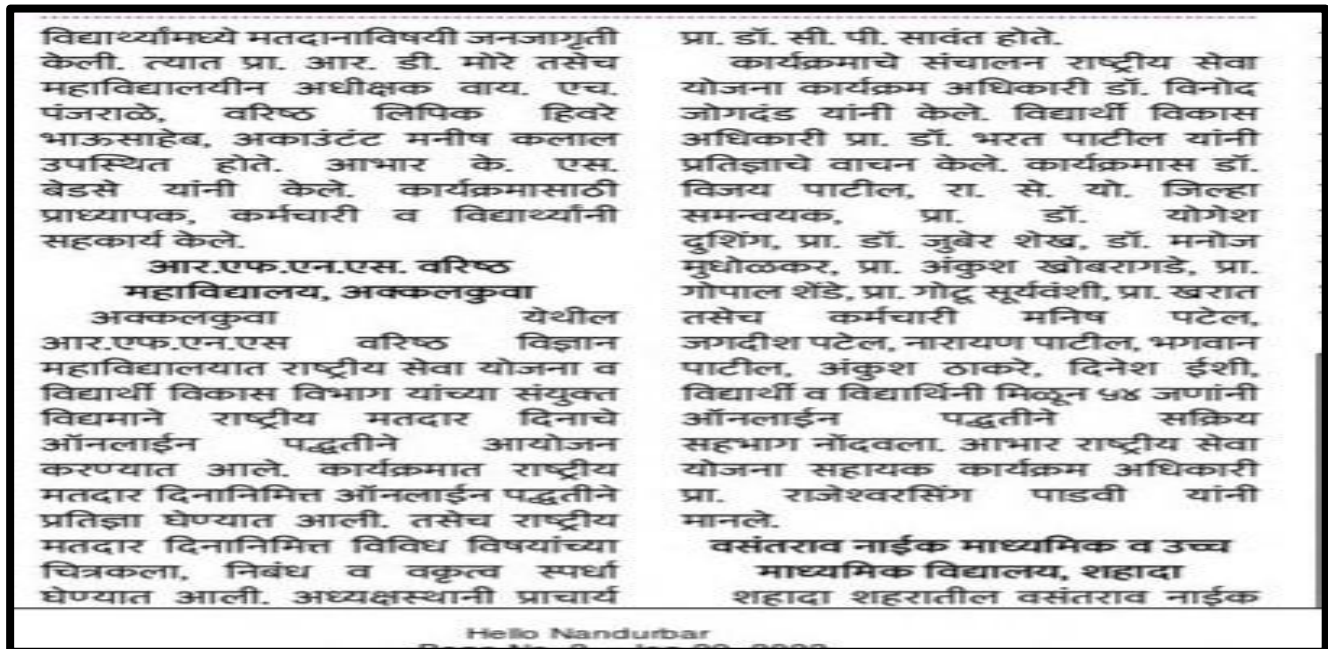 विद्यार्थ्यांमध्ये मतदानाविषयी जनजागृती
केली. त्यात प्रा. आर. डी. मोरे तसेच
महाविद्यालयीन अधीक्षक वाय. एच.
पंजराळे, वरिष्ठ लिपिक हिवरे
भाऊसाहेब, अकाउंटंट मनीष कलाल
उपस्थित होते. आभार के. एस.
बेडसे यांनी केले. कार्यक्रमासाठी
प्राध्यापक, कर्मचारी व विद्यार्थ्यांनी
सहकार्य केले.
आर.एफ.एन.एस. वरिष्ठ
महाविद्यालय, अक्कलकुवा
अक्कलकुवा येथील
आर.एफ.एन.एस वरिष्ठ विज्ञान
महाविद्यालयात राष्ट्रीय सेवा योजना व
विद्यार्थी विकास विभाग यांच्या संयुक्त
विद्यमाने राष्ट्रीय मतदार दिनाचे
ऑनलाईन पद्धतीने आयोजन
करण्यात आले. कार्यक्रमात राष्ट्रीय
मतदार दिनानिमित्त ऑनलाईन पद्धतीने
प्रतिज्ञा घेण्यात आली. तसेच राष्ट्रीय
मतदार दिनानिमित्त विविध विषयांच्या
चित्रकला, निबंध व वकृत्व स्पर्धा
घेण्यात आली. अध्यक्षस्थानी प्राचार्य
प्रा. डॉ. सी. पी. सावंत होते.
कार्यक्रमाचे संचालन राष्ट्रीय सेवा
योजना कार्यक्रम अधिकारी डॉ. विनोद
जोगदंड यांनी केले. विद्यार्थी विकास
अधिकारी प्रा. डॉ. भरत पाटील यांनी
प्रतिज्ञाचे वाचन केले. कार्यक्रमास डॉ.
विजय पाटील, रा. से. यो. जिल्हा
समन्वयक, प्रा. डॉ. योगेश
दुशिंग, प्रा. डॉ. जुबेर शेख, डॉ. मनोज
मुधोळकर, प्रा. अंकुश खोबरागडे, प्रा.
गोपाल शेंडे, प्रा. गोटू सूर्यवंशी, प्रा. खरात
तसेच कर्मचारी मनिष पटेल,
जगदीश पटेल, नारायण पाटील, भगवान
पाटील, अंकुश ठाकरे, दिनेश ईशी,
विद्यार्थी व विद्यार्थिनी मिळून ५४ जणांनी
ऑनलाईन पद्धतीने सक्रिय
सहभाग नोंदवला. आभार राष्ट्रीय सेवा
योजना सहायक कार्यक्रम अधिकारी
प्रा. राजेश्वरसिंग पाडवी यांनी
मानले.
वसंतराव नाईक माध्यमिक व उच्च
माध्यमिक विद्यालय, शहादा
शहादा शहरातील वसंतराव नाईक
Hello Nandurbar